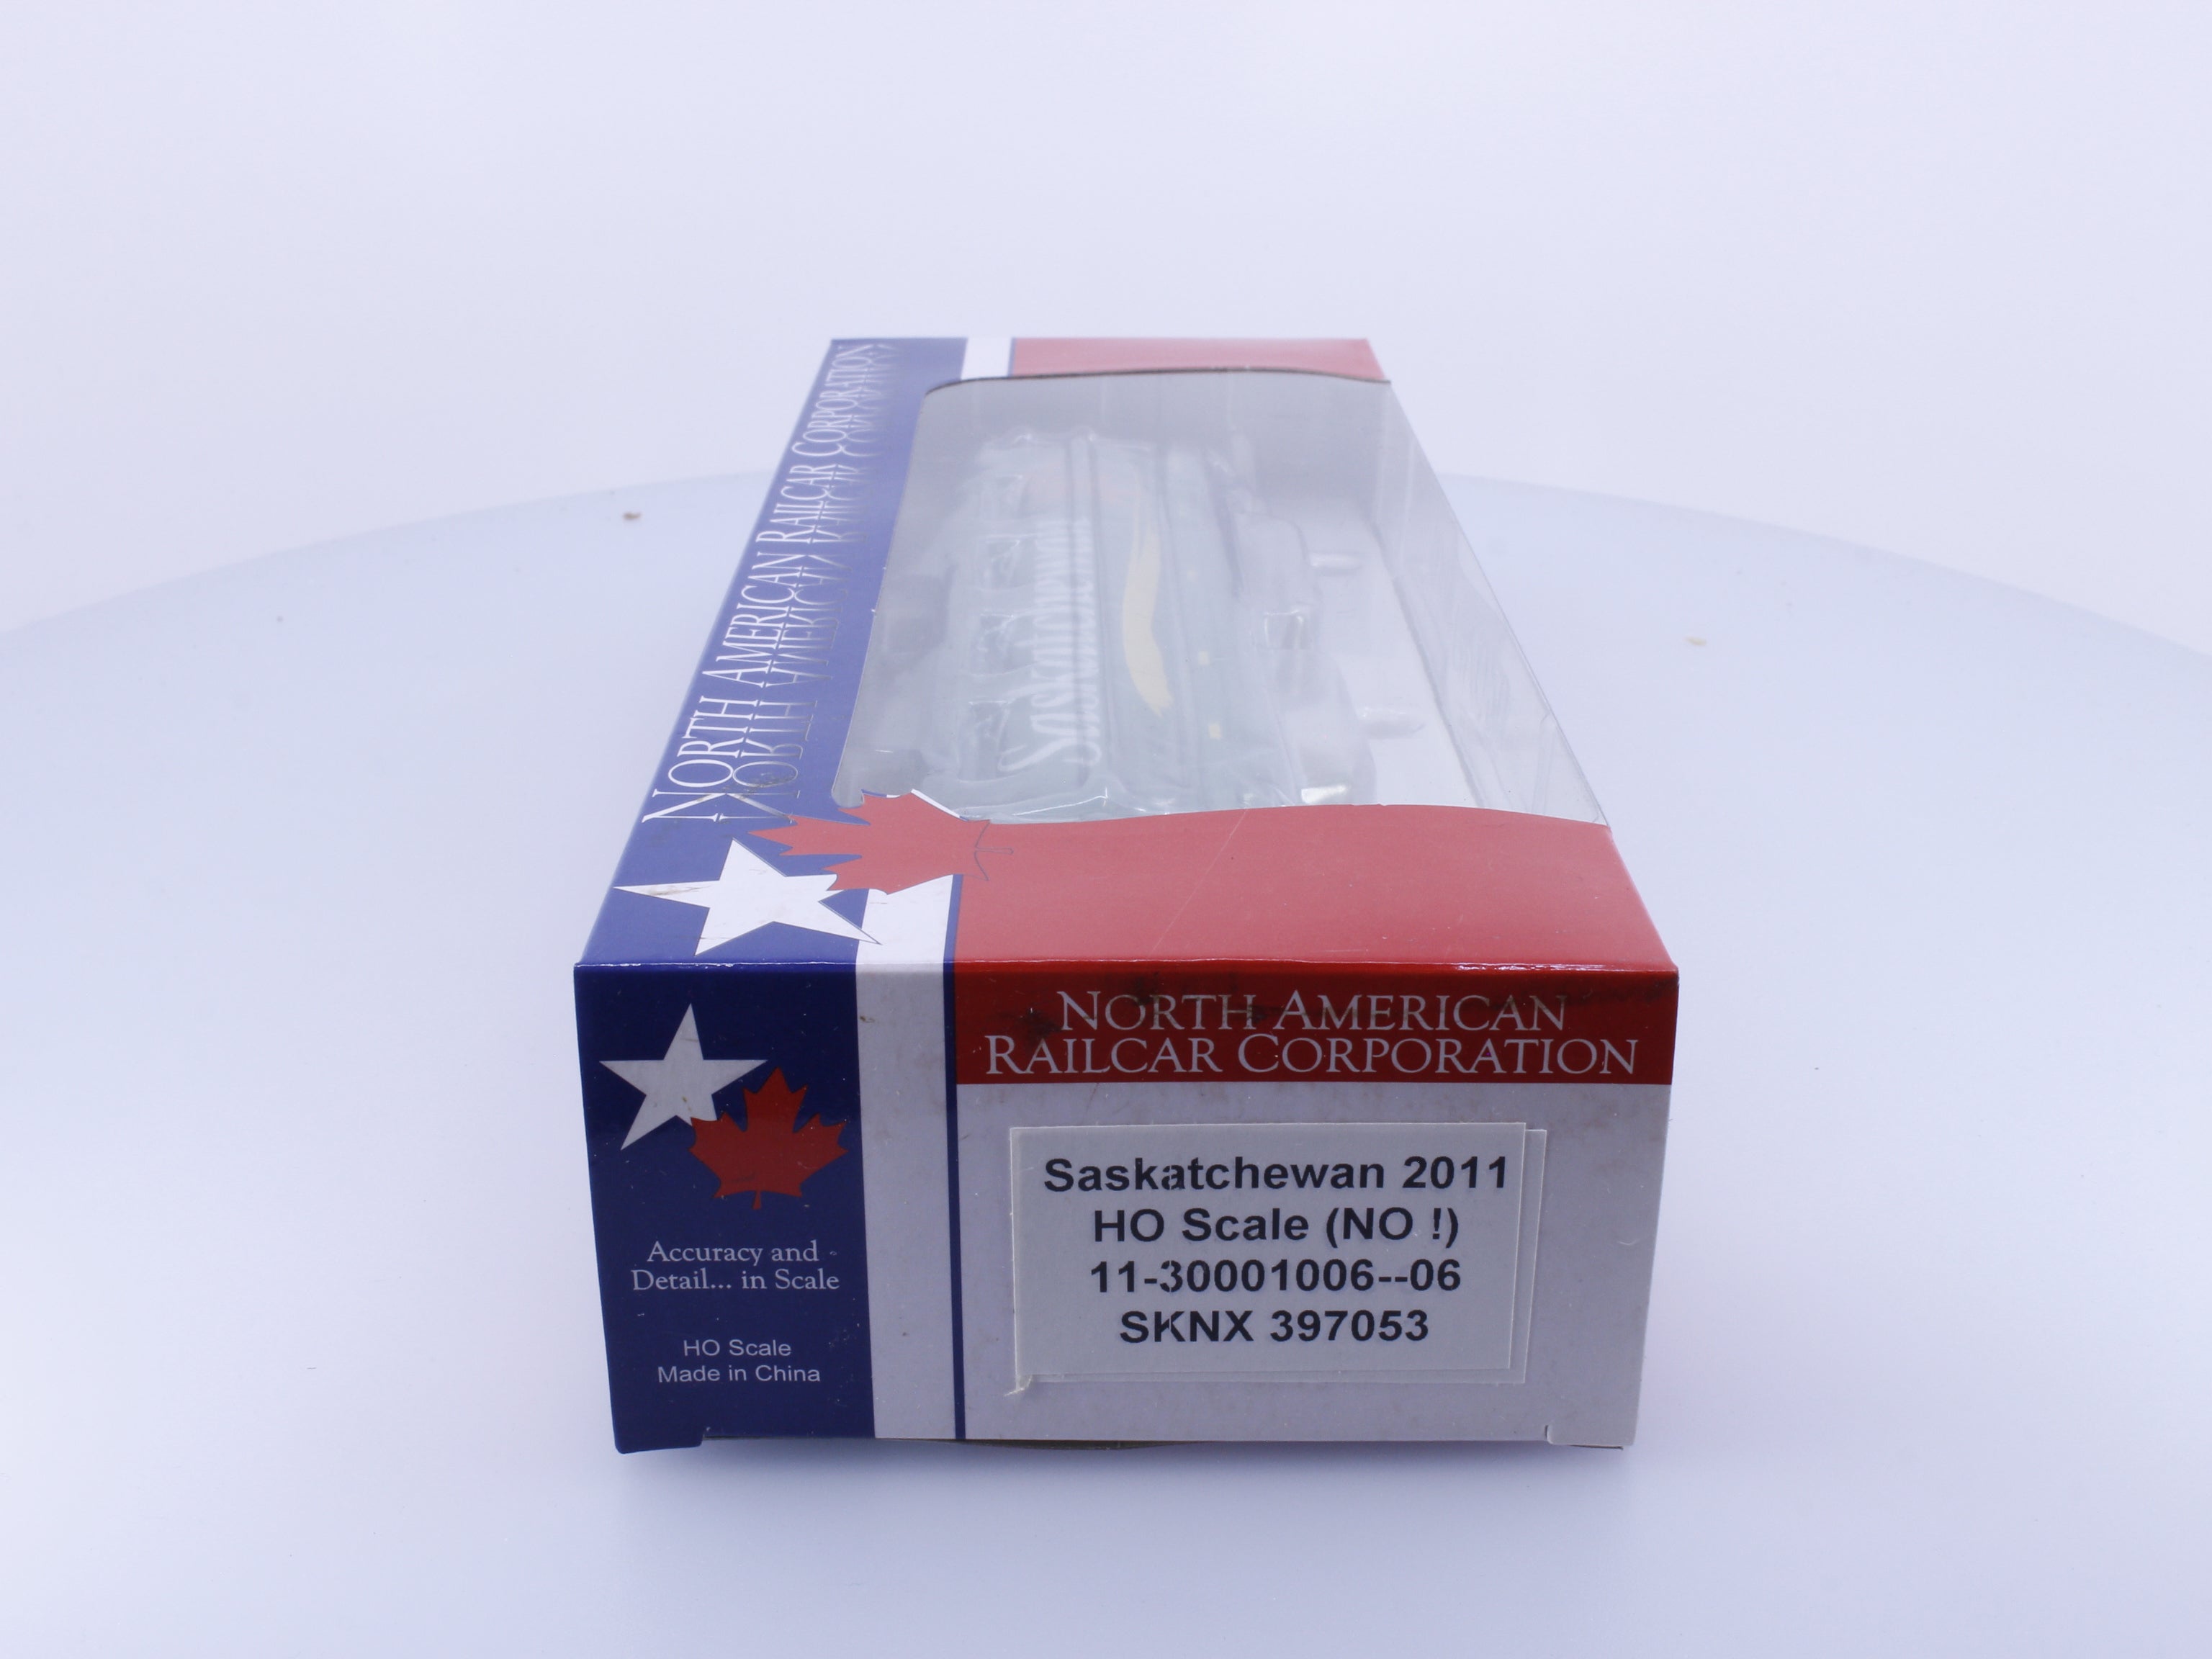 NORTH AMERICAN RAILCAR CORPORATION
Saskatchewan
NORTH AMERICAN
RAILCAR CORPORATION
Accuracy and
Detail... in Scale
HO Scale
Made in China
Saskatchewan 2011
HO Scale (NO !)
11-30001006--06
SKNX 397053